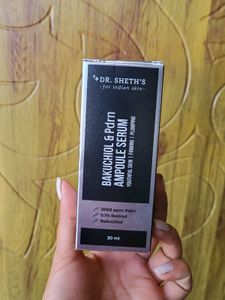 DR. SHETH'S
- for indian skin -
BAKUCHIOL & Pdrn
AMPOULE SERUM
YOUTHFUL SKIN | FIRMING | PLUMPING
2000 ppm Pdrn
0.1% Retinol
Bakuchiol
30 ml